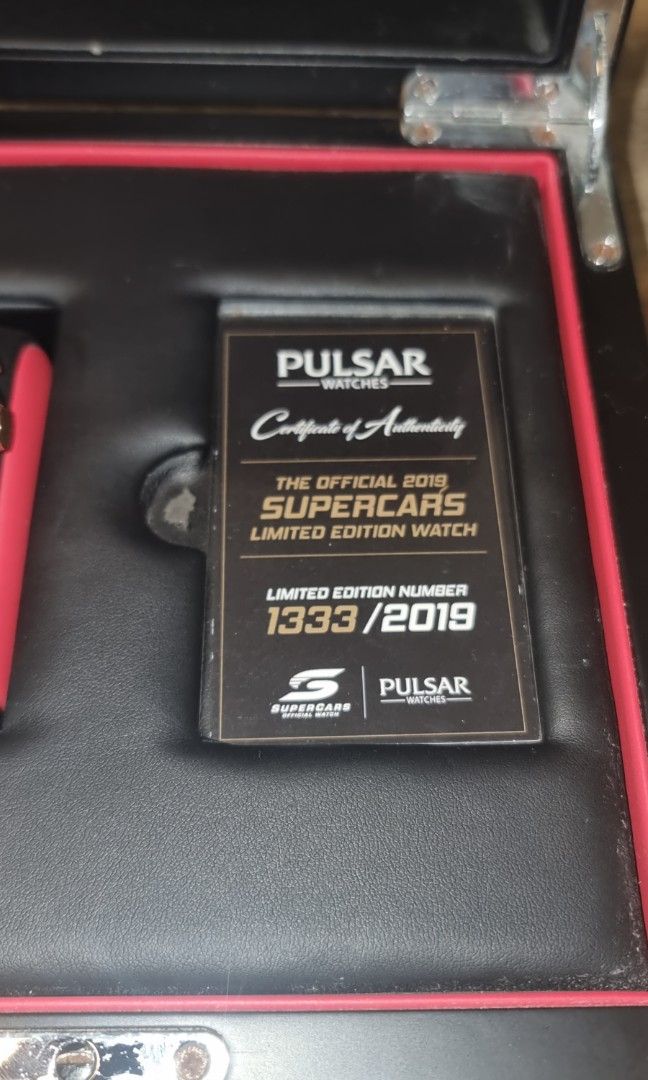 PULSAR
WATCHES
Certificate of Authenticity
THE OFFICIAL 2019
SUPERCARS
LIMITED EDITION WATCH
LIMITED EDITION NUMBER
1333/2019
SUPERCARS
OFFICIAL WATCH
PULSAR
WATCHES